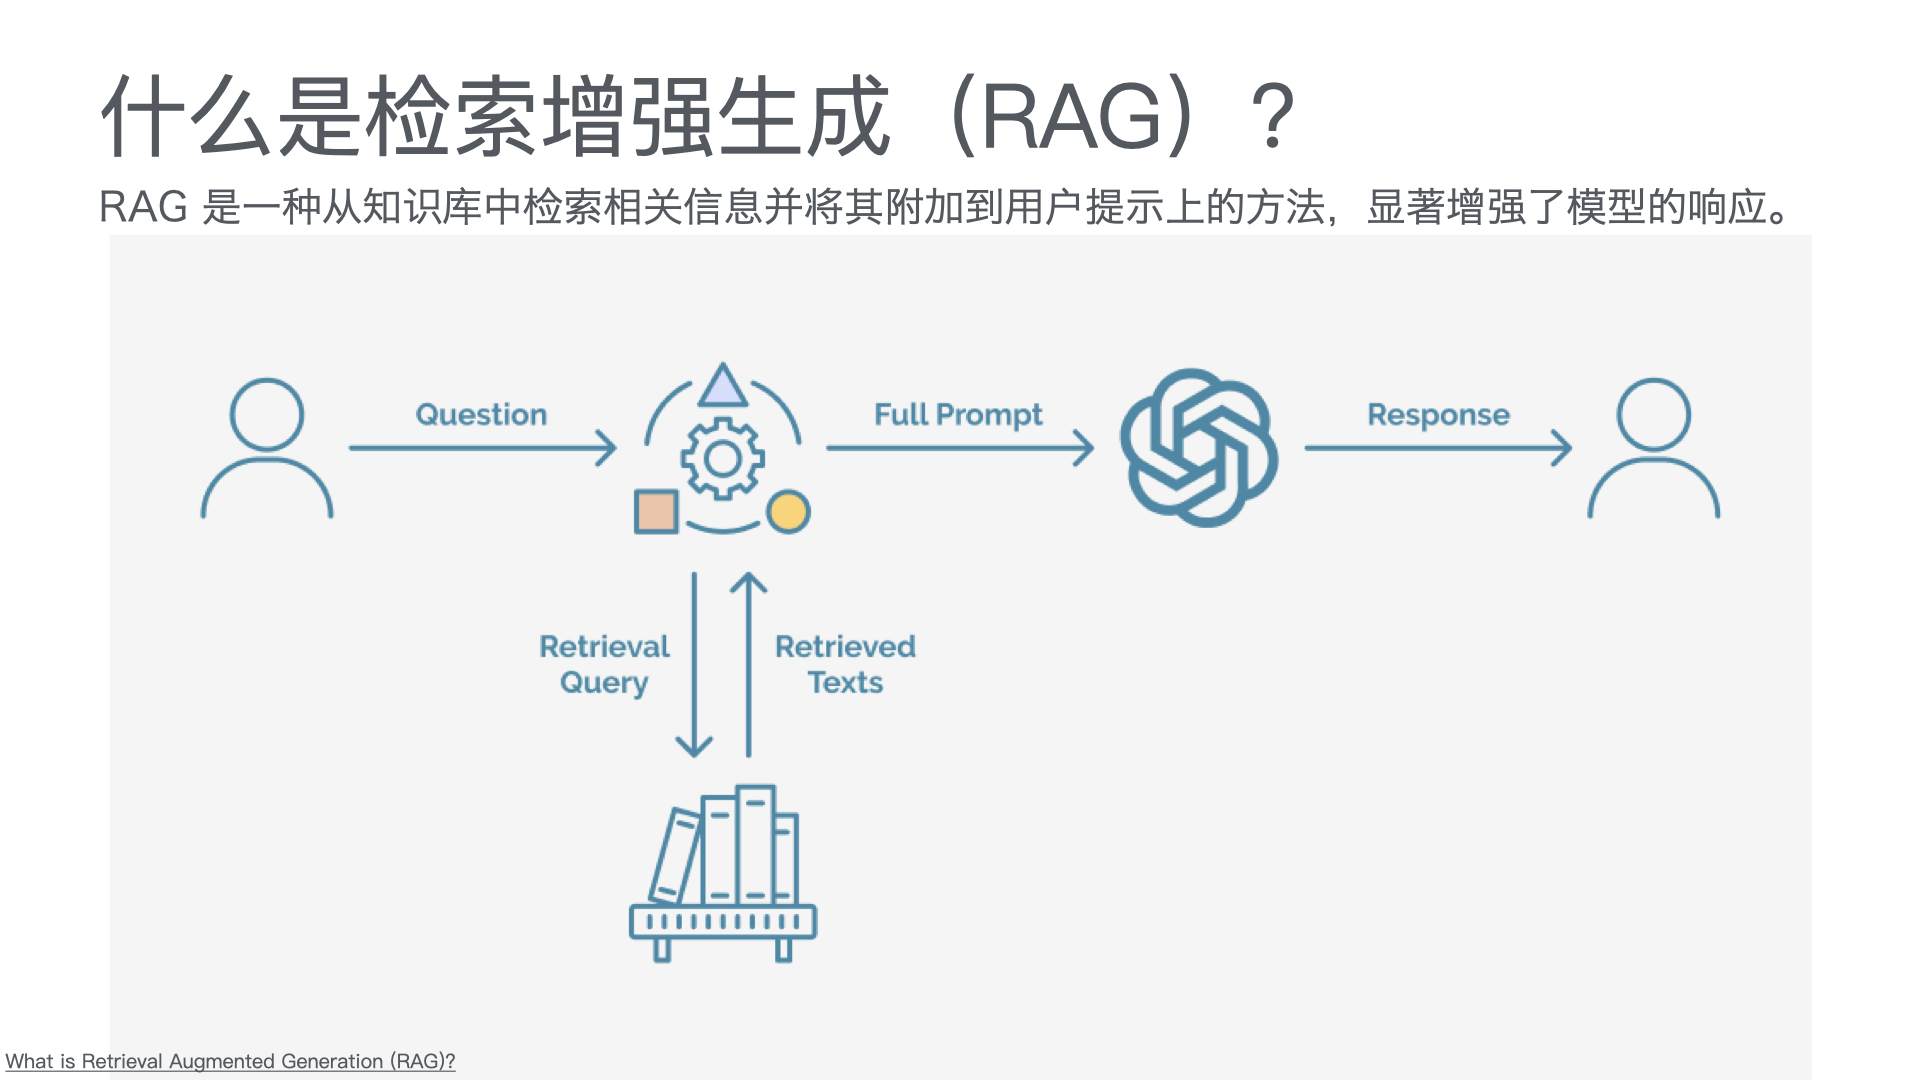 什么是检索增强生成（RAG）?
RAG 是一种从知识库中检索相关信息并将其附加到用户提示上的方法，显著增强了模型的响应。
Question
Full Prompt
Response
Retrieval
Query
Retrieved
Texts
What is Retrieval Augmented Generation (RAG)?